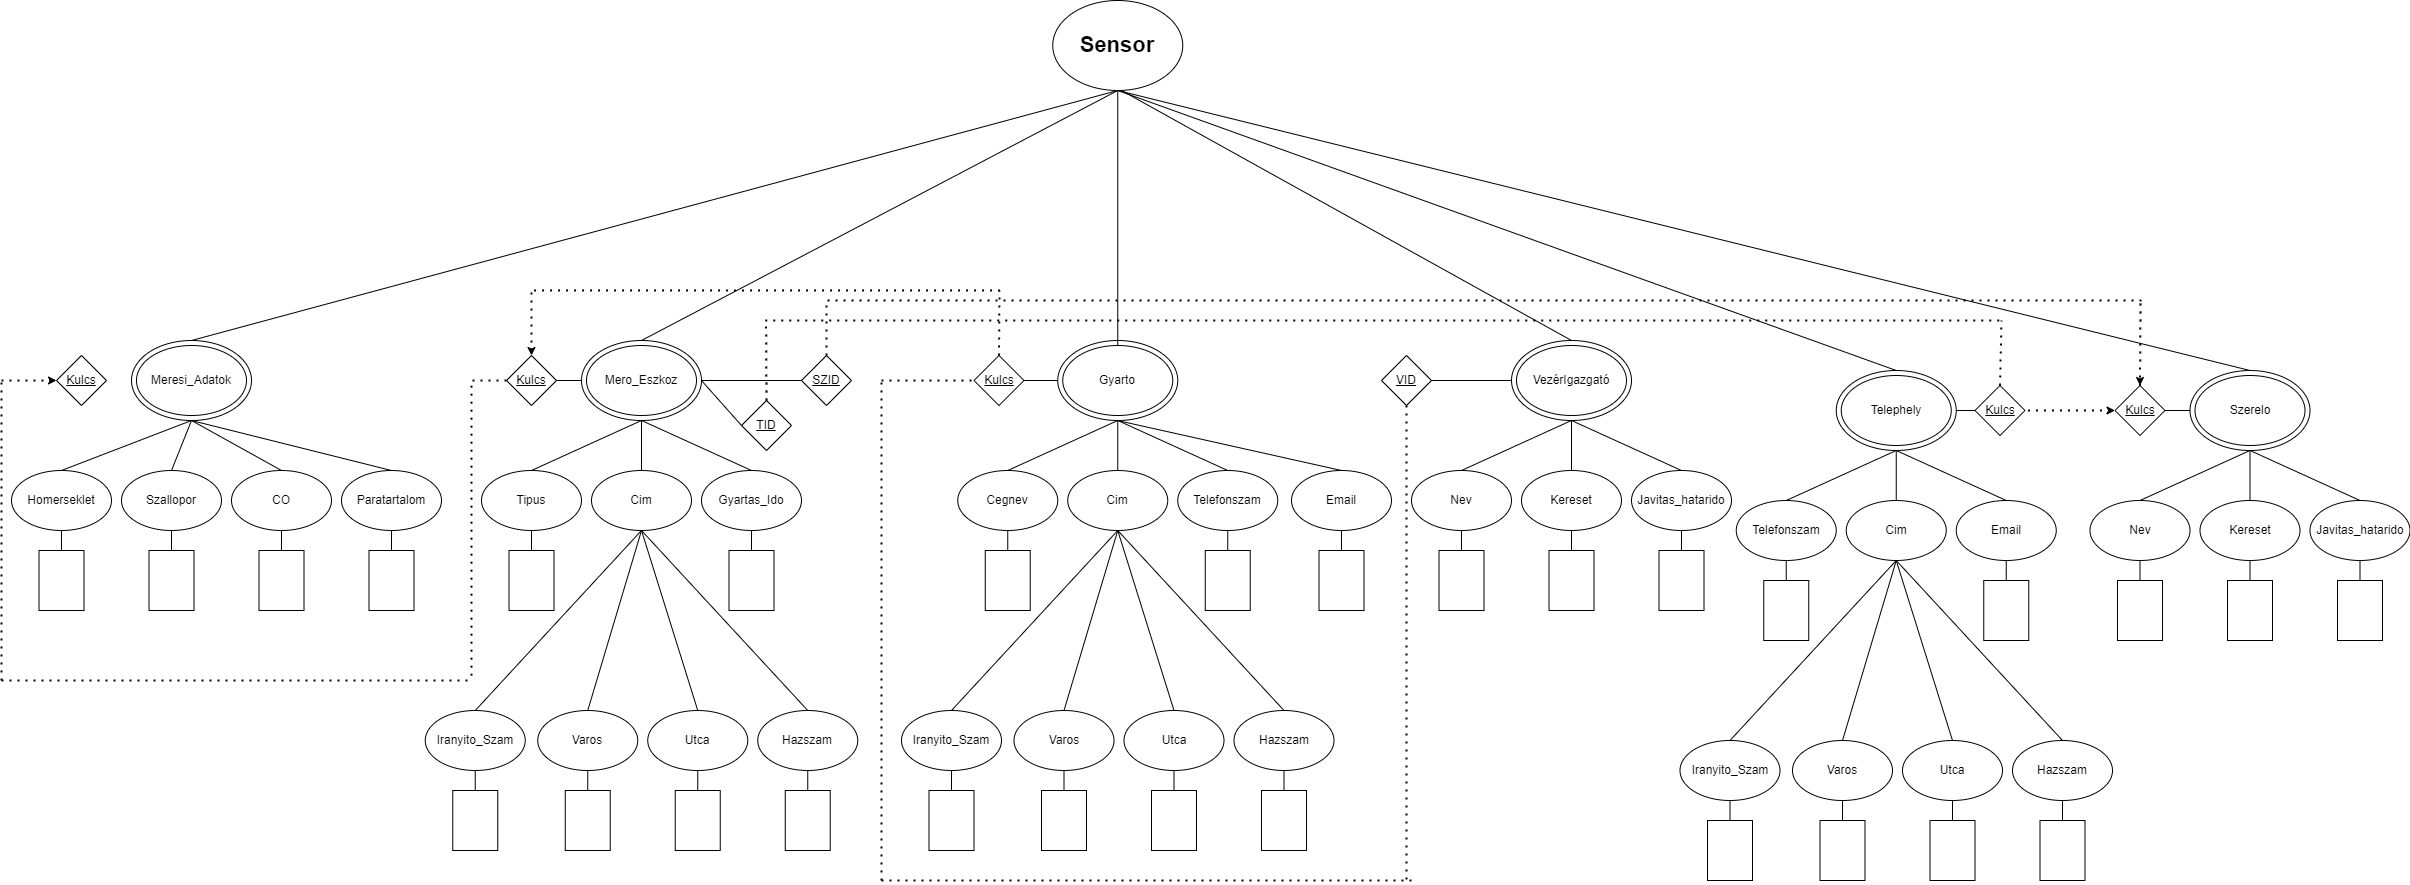 Sensor
Kulcs
Meresi_Adatok
Kulcs
Mero_Eszkoz
SZID
Kulcs
Gyarto
VID
VezérIgazgató
Telephely
Kulcs
Kulcs
Szerelo
TID
Homerseklet
Szallopor
CO
Paratartalom
Tipus
Cim
Gyartas_Ido
Cegnev
Cim
Telefonszam
Email
Nev
Kereset
Javitas_hatarido
Telefonszam
Cim
Email
Nev
Kereset
Javitas_hatarido
Iranyito_Szam
Varos
Utca
Hazszam
Iranyito_Szam
Varos
Utca
Hazszam
Iranyito_Szam
Varos
Utca
Hazszam